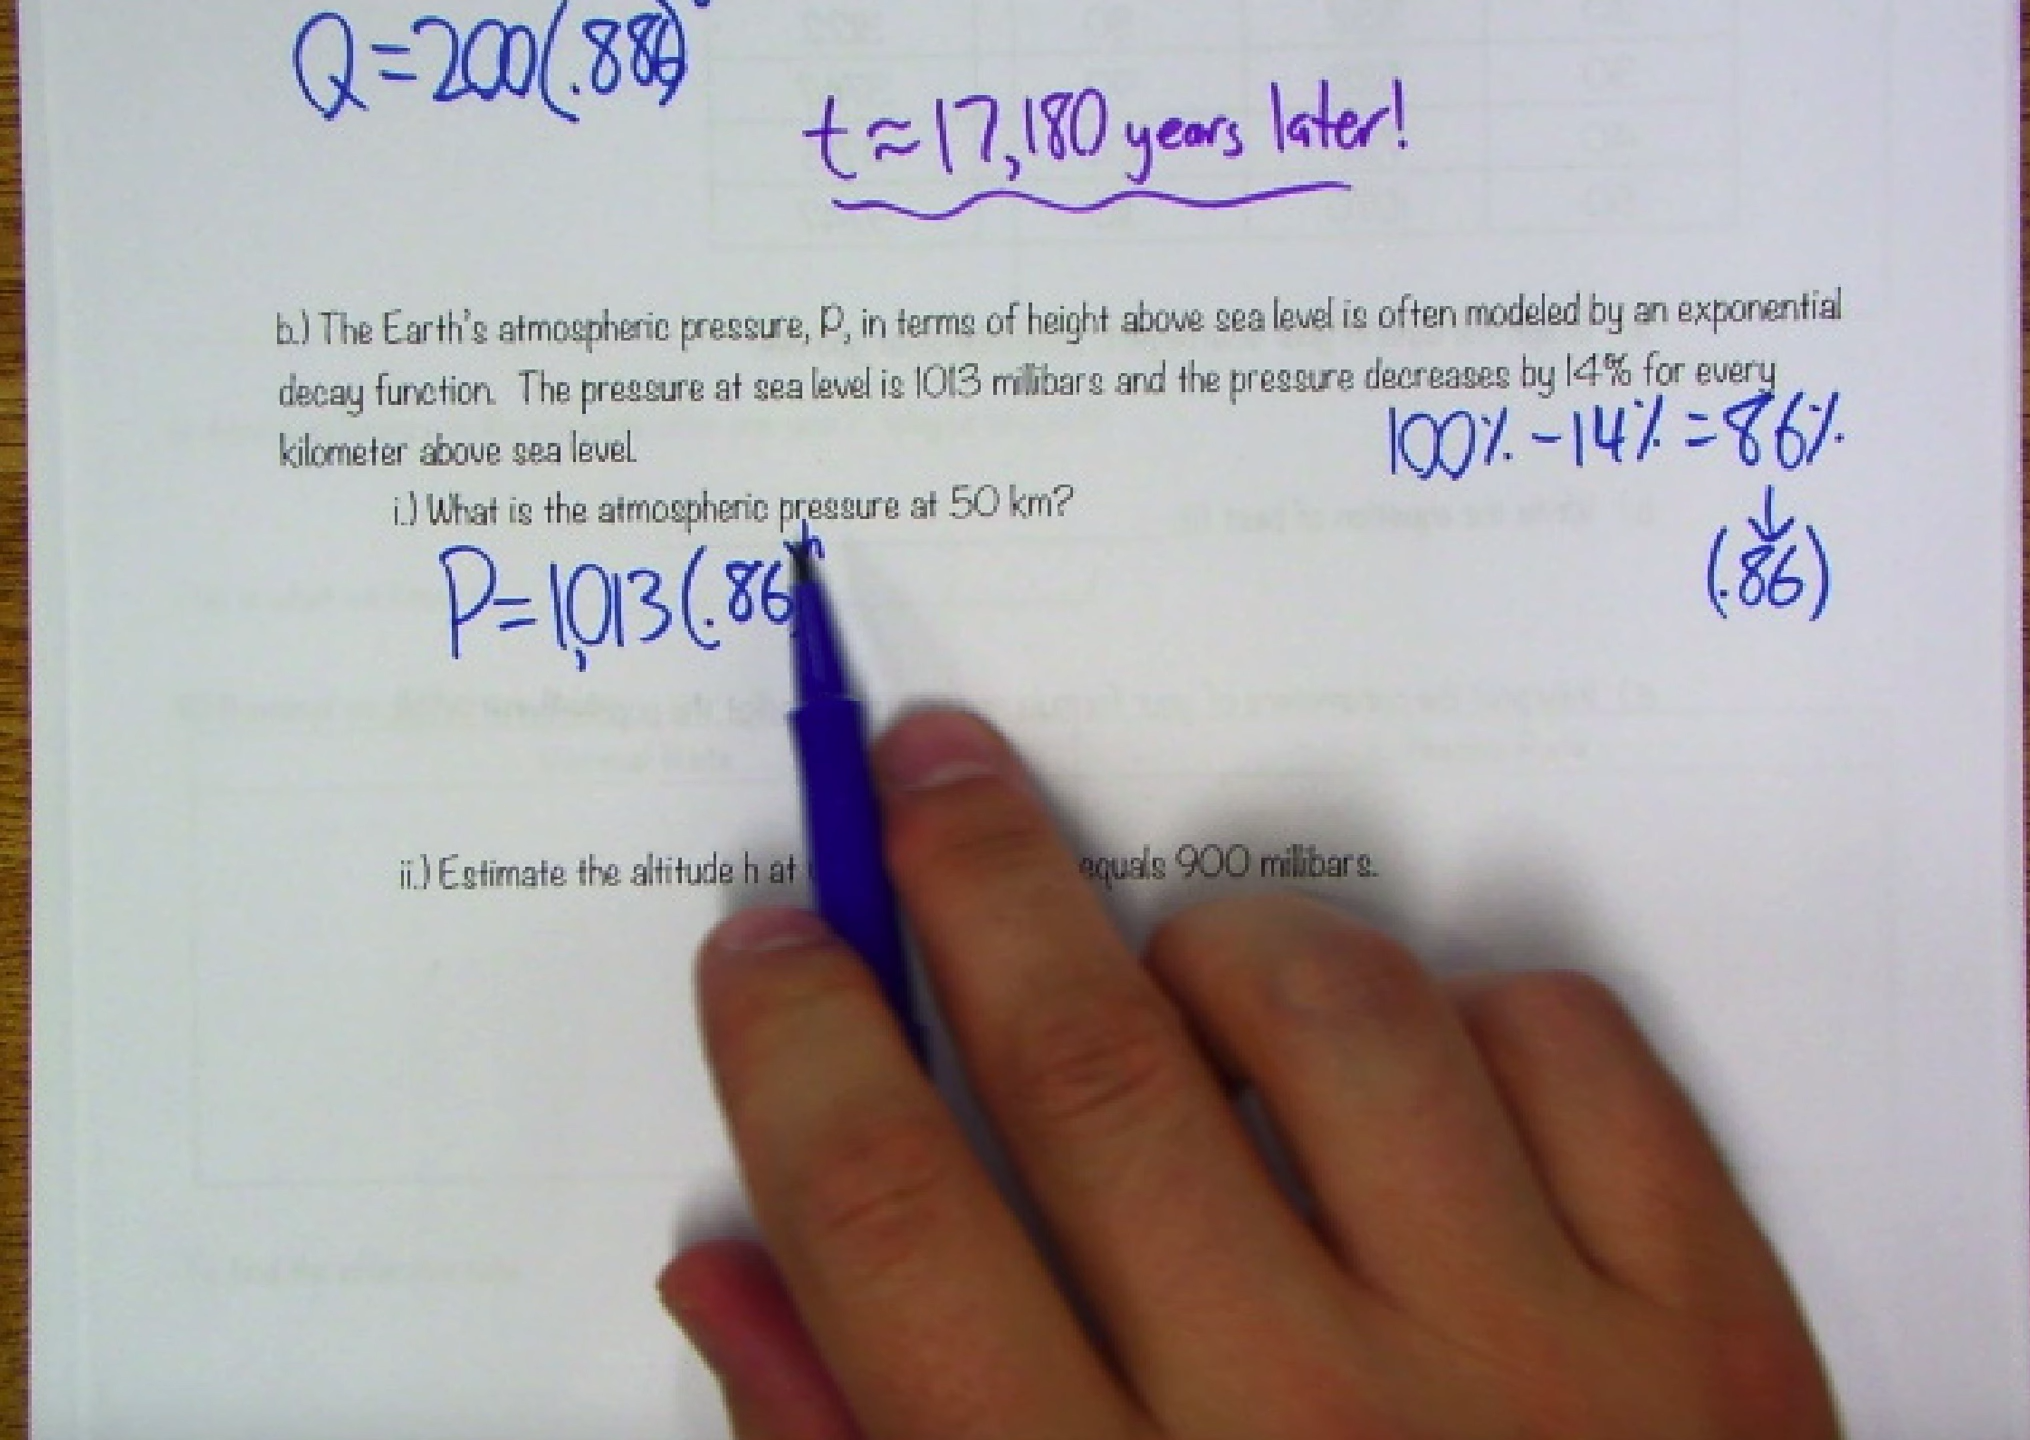 Q=200(.886)
t≈17,180 years later!
b.) The Earth's atmospheric pressure, P, in terms of height above sea level is often modeled by an exponential
decay function. The pressure at sea level is 1013 millibars and the pressure decreases by 14% for every
kilometer above sea level.
100%-14%=86%
i.) What is the atmospheric pressure at 50 km?
(.86)
P=1,013(.86
ii.) Estimate the altitude h at equals 900 millibars.